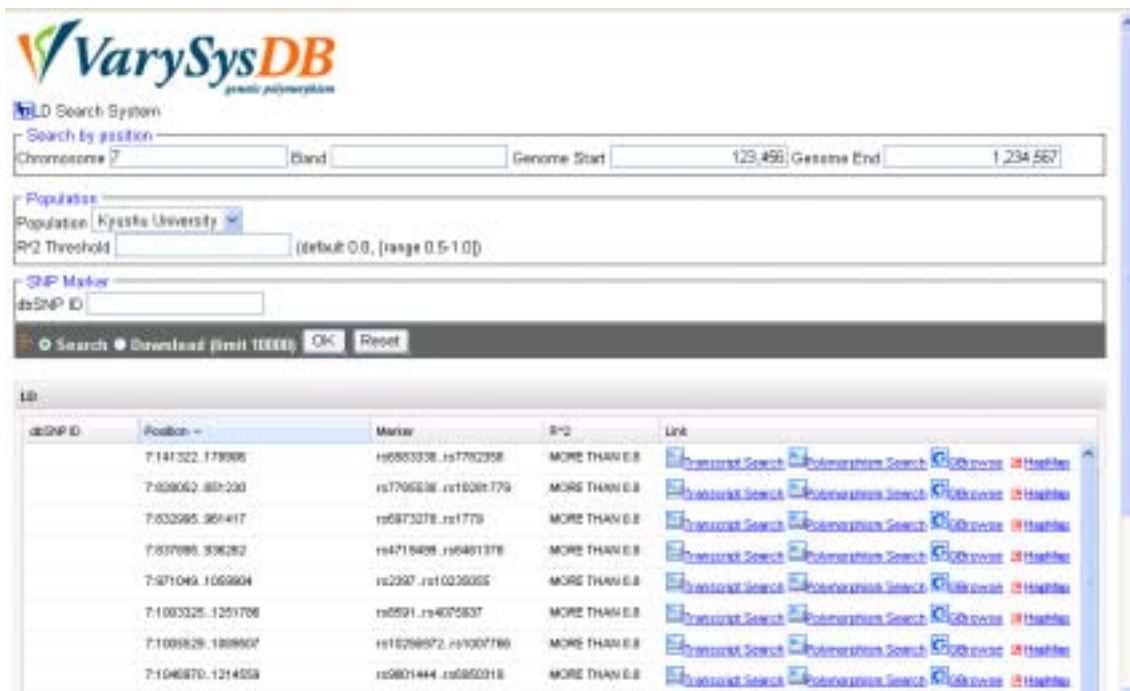 VarySysDB
genetic polymorphism
LD Search System
Search by position
Chromosome 7 Band Genome Start 123,456 Genome End 1,234,567
Population
Population Kyushu University
R^2 Threshold (default 0.8, [range 0.5-1.0])
SNP Marker
dbSNP ID
Search Download (limit 10000) OK Reset
LD
dbSNP ID Position Marker R^2 Link
MORE THAN 0.8 Transcript Search Polymorphism Search GBrowse HapMap
MORE THAN 0.8 Transcript Search Polymorphism Search GBrowse HapMap
MORE THAN 0.8 Transcript Search Polymorphism Search GBrowse HapMap
MORE THAN 0.8 Transcript Search Polymorphism Search GBrowse HapMap
MORE THAN 0.8 Transcript Search Polymorphism Search GBrowse HapMap
7:1003325..1251786 MORE THAN 0.8 Transcript Search Polymorphism Search GBrowse HapMap
MORE THAN 0.8 Transcript Search Polymorphism Search GBrowse HapMap
MORE THAN 0.8 Transcript Search Polymorphism Search GBrowse HapMap